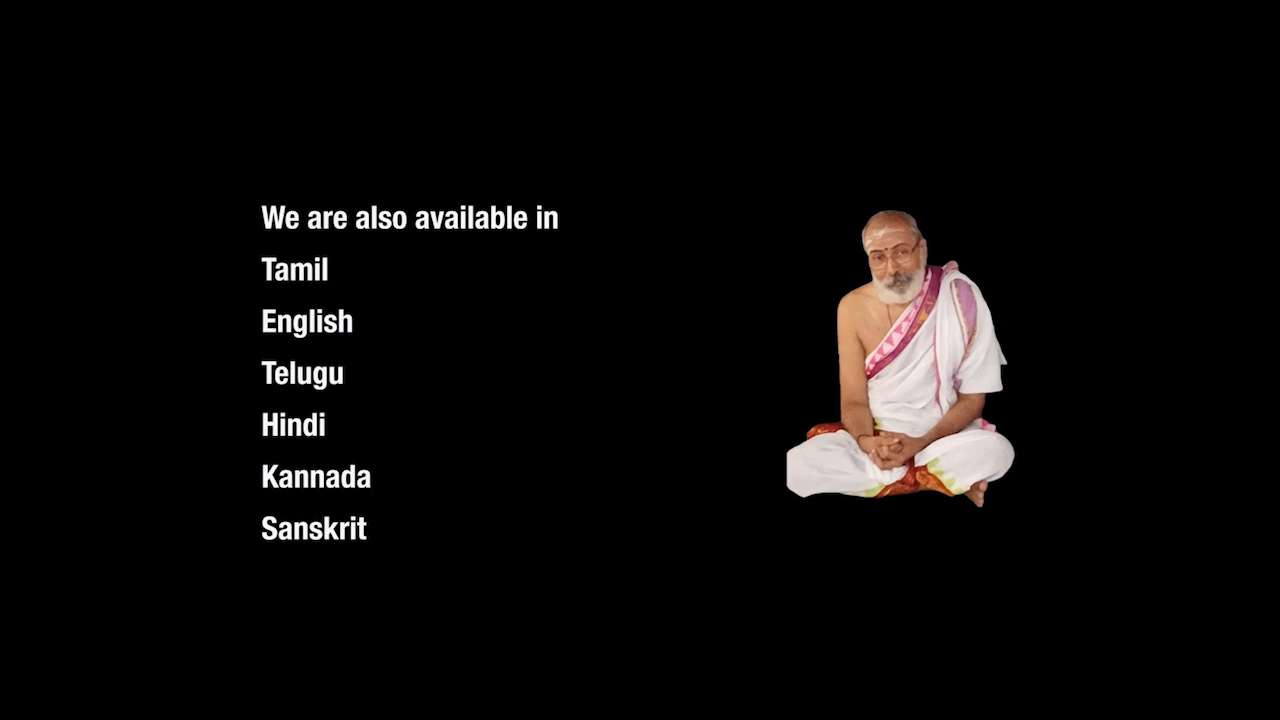 We are also available in
Tamil
English
Telugu
Hindi
Kannada
Sanskrit